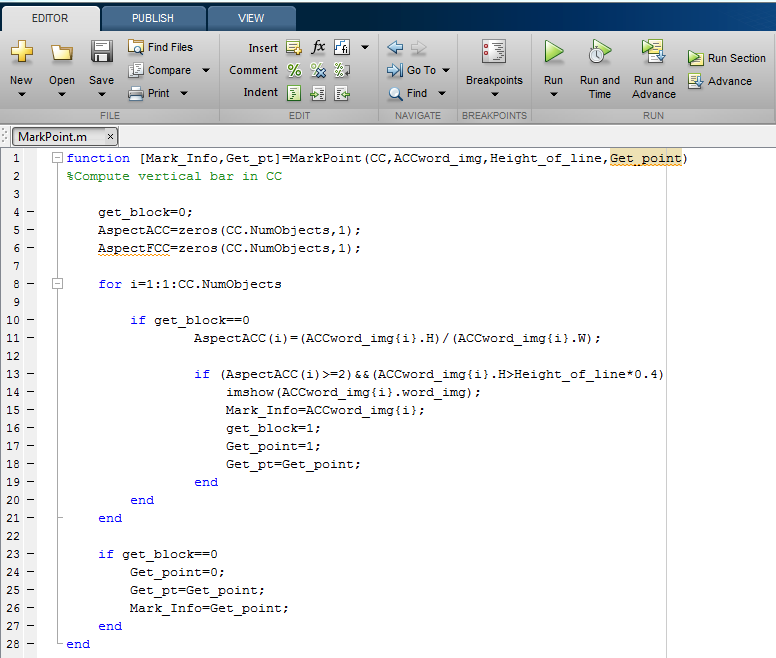 EDITOR PUBLISH VIEW
New Open Save Find Files Compare Print
Insert fx
Comment
Indent
Go To
Find
Breakpoints
Run Run and Time Run and Advance Run Section Advance
FILE EDIT NAVIGATE BREAKPOINTS RUN
MarkPoint.m ×
1 function [Mark_Info,Get_pt]=MarkPoint(CC,ACCword_img,Height_of_line,Get_point)
2 %Compute vertical bar in CC
3
4 – get_block=0;
5 – AspectACC=zeros(CC.NumObjects,1);
6 – AspectFCC=zeros(CC.NumObjects,1);
7
8 – for i=1:1:CC.NumObjects
9
10 – if get_block==0
11 – AspectACC(i)=(ACCword_img{i}.H)/(ACCword_img{i}.W);
12
13 – if (AspectACC(i)>=2)&&(ACCword_img{i}.H>Height_of_line*0.4)
14 – imshow(ACCword_img{i}.word_img);
15 – Mark_Info=ACCword_img{i};
16 – get_block=1;
17 – Get_point=1;
18 – Get_pt=Get_point;
19 – end
20 – end
21 – end
22
23 – if get_block==0
24 – Get_point=0;
25 – Get_pt=Get_point;
26 – Mark_Info=Get_point;
27 – end
28 – end